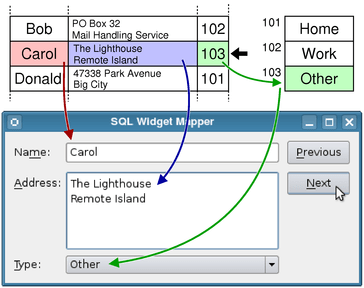 Bob
PO Box 32
Mail Handling Service
102
Carol
The Lighthouse
Remote Island
103
Donald
47338 Park Avenue
Big City
101
101
Home
102
Work
103
Other
SQL Widget Mapper
Name:
Carol
Previous
Address:
The Lighthouse
Remote Island
Next
Type:
Other